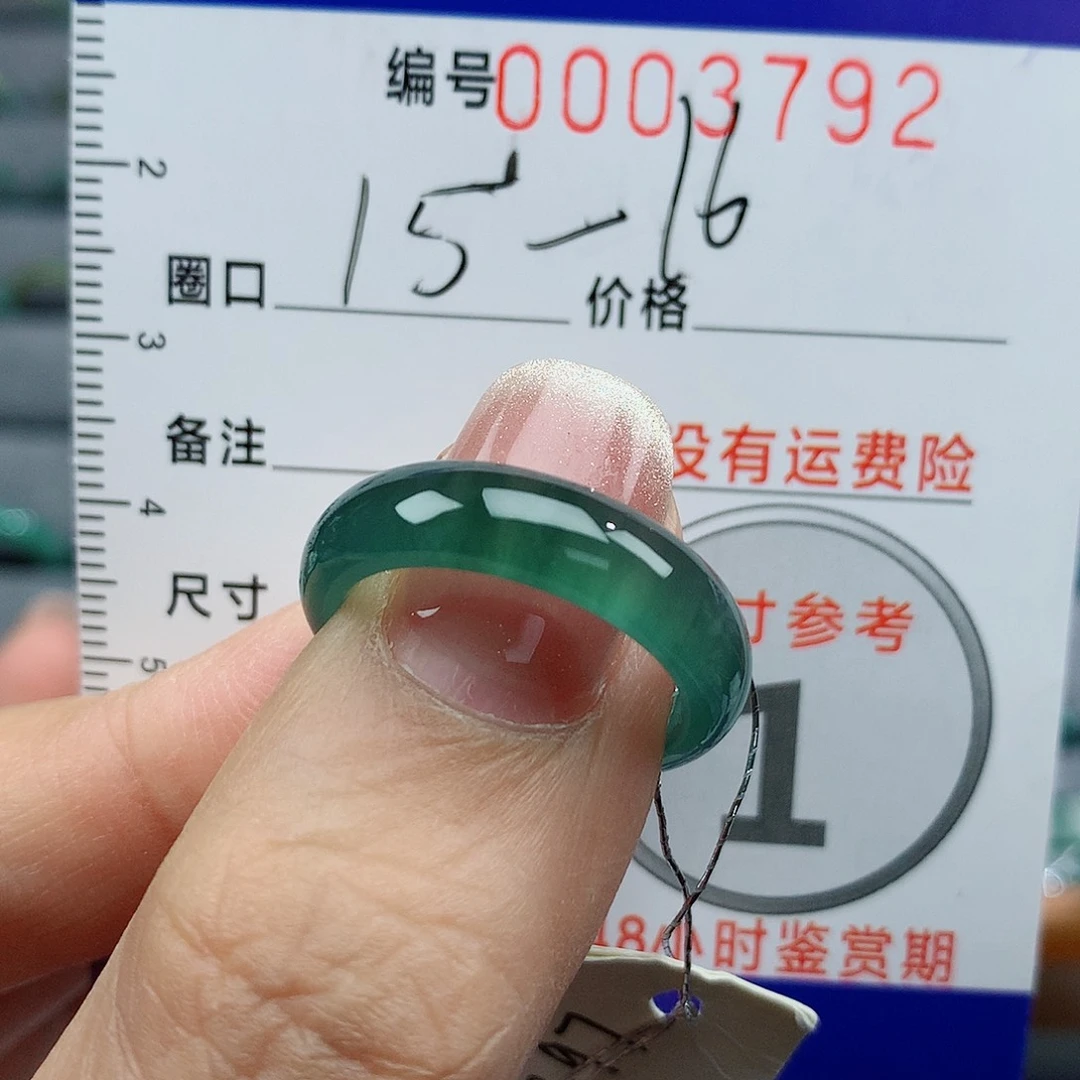 编号0003792
15-16
圈口 价格
备注 没有运费险
尺寸 寸参考
1
48小时鉴赏期
2
3
4
5